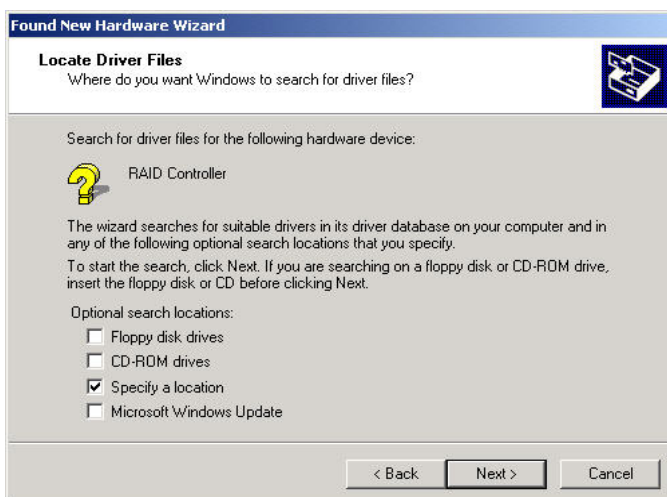 Found New Hardware Wizard
Locate Driver Files
Where do you want Windows to search for driver files?
Search for driver files for the following hardware device:
RAID Controller
The wizard searches for suitable drivers in its driver database on your computer and in
any of the following optional search locations that you specify.
To start the search, click Next. If you are searching on a floppy disk or CD-ROM drive,
insert the floppy disk or CD before clicking Next.
Optional search locations:
Floppy disk drives
CD-ROM drives
Specify a location
Microsoft Windows Update
< Back Next > Cancel